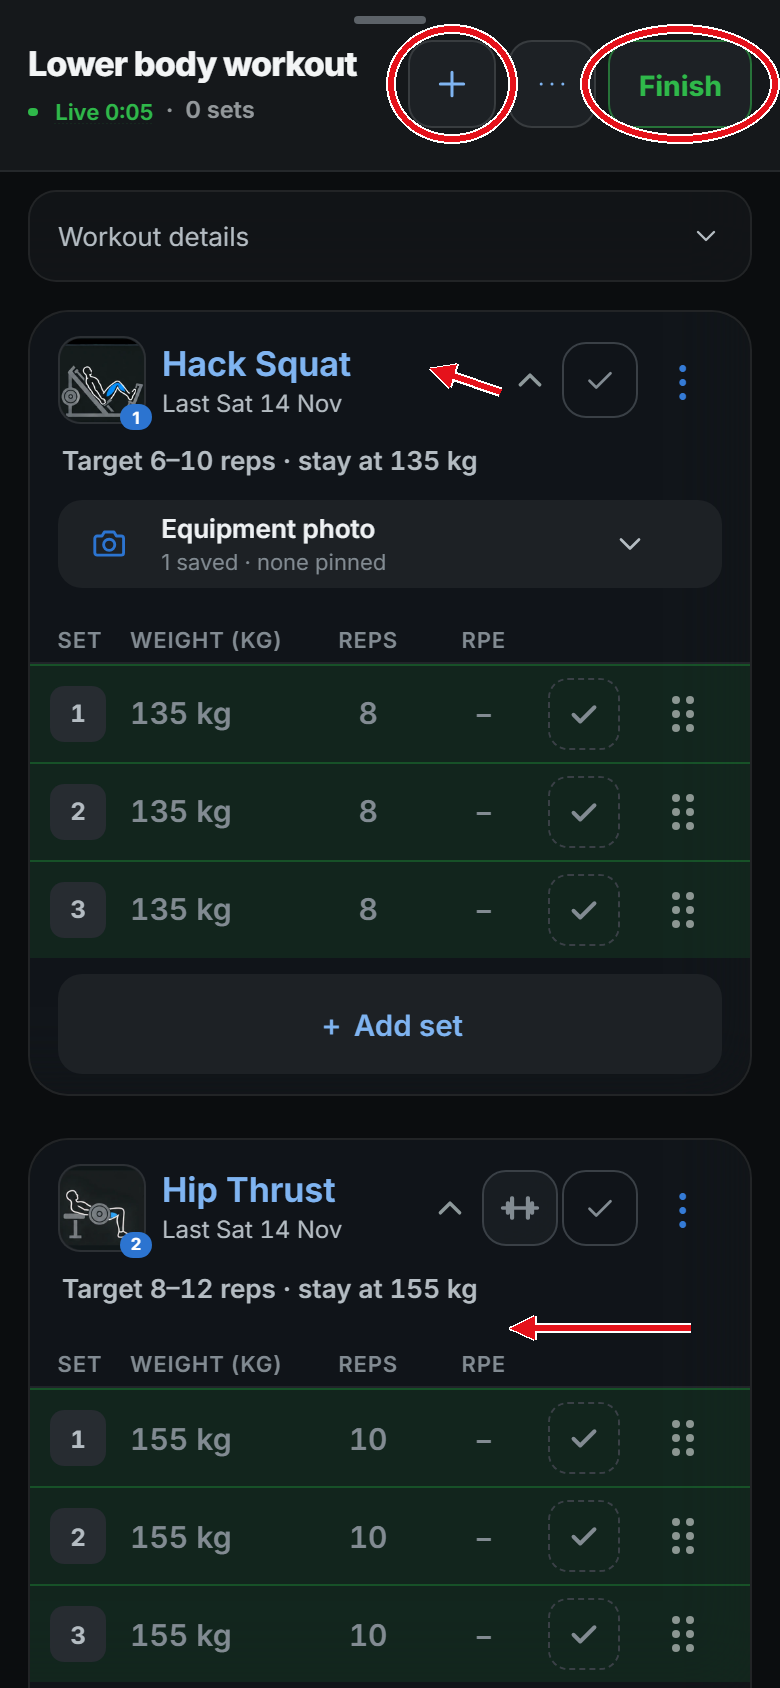 Lower body workout
Live 0:05 · 0 sets
Finish
Workout details
Hack Squat
Last Sat 14 Nov
1
Target 6–10 reps · stay at 135 kg
Equipment photo
1 saved · none pinned
SET WEIGHT (KG) REPS RPE
1 135 kg 8 –
2 135 kg 8 –
3 135 kg 8 –
+ Add set
Hip Thrust
Last Sat 14 Nov
2
Target 8–12 reps · stay at 155 kg
SET WEIGHT (KG) REPS RPE
1 155 kg 10 –
2 155 kg 10 –
3 155 kg 10 –